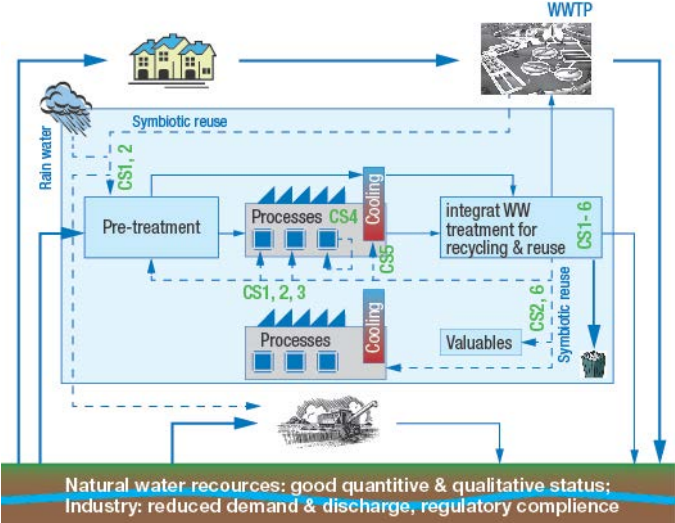 WWTP
Symbiotic reuse
Rain water
CS1, 2
Pre-treatment
Processes CS4
Cooling
integrat WW
treatment for
recycling & reuse
CS1- 6
CS5
CS1, 2, 3
Processes
Cooling
CS2, 6
Symbiotic reuse
Valuables
Natural water recources: good quantitive & qualitative status;
Industry: reduced demand & discharge, regulatory complience